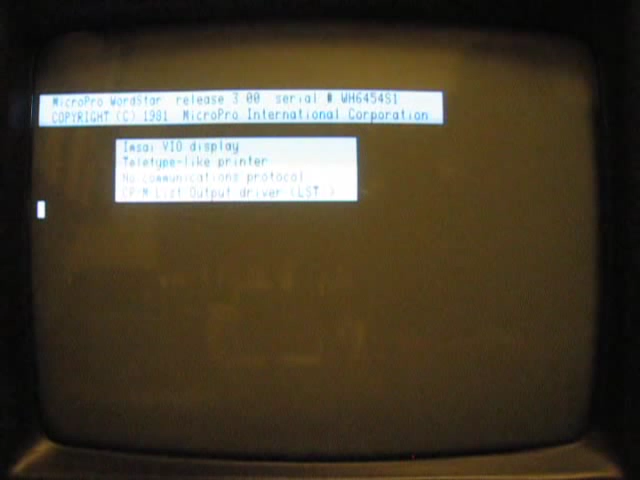 MicroPro WordStar release 3.00 serial # WH6454S1
COPYRIGHT (C) 1981 MicroPro International Corporation
Imsai VIO display
Teletype-like printer
No communications protocol
CP/M List Output driver (LST:)